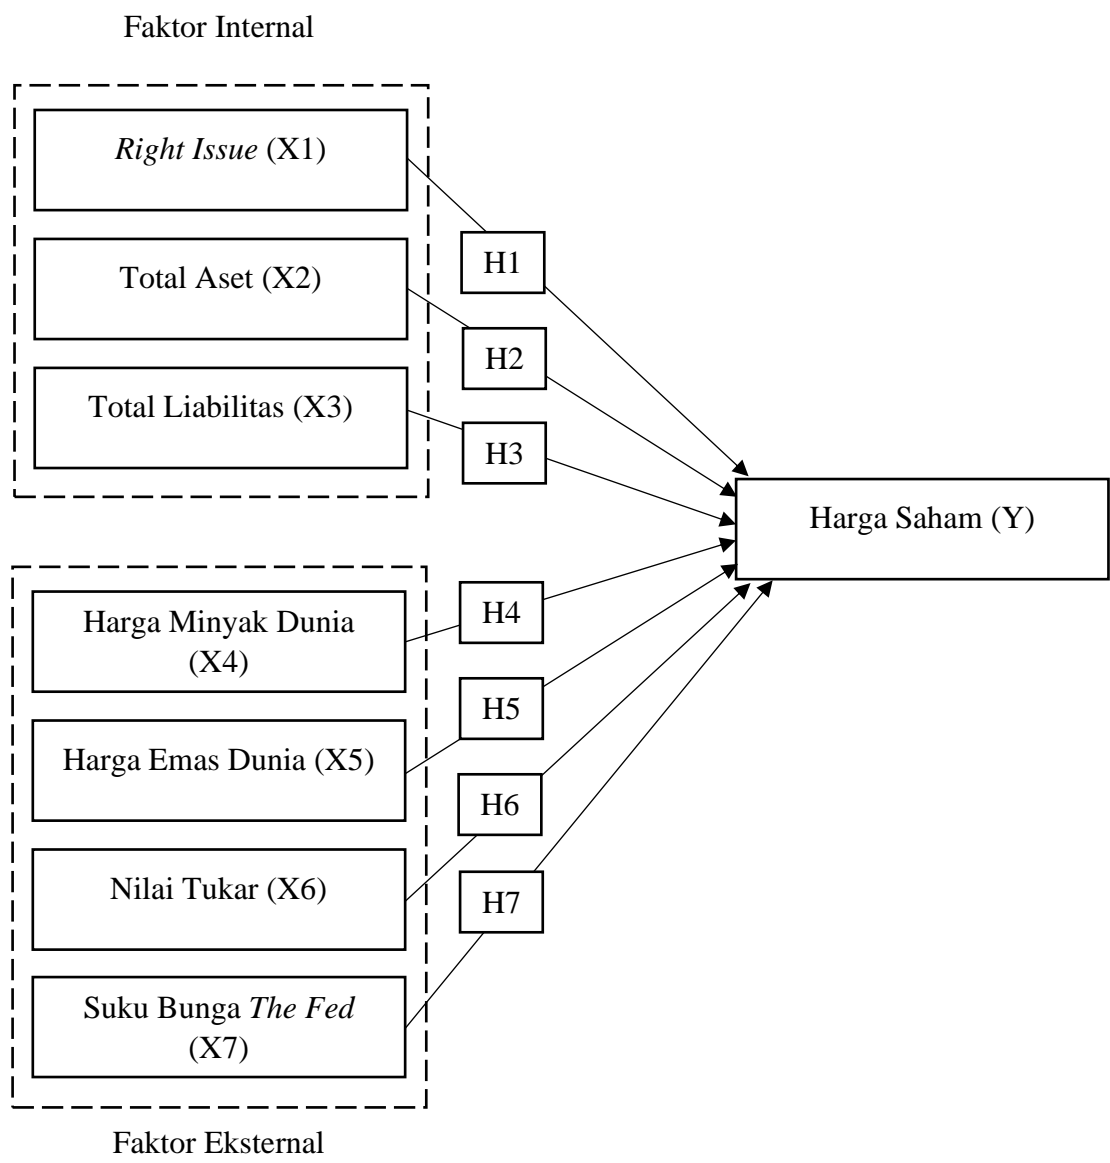 Faktor Internal
Right Issue (X1)
H1
Total Aset (X2)
H2
Total Liabilitas (X3)
H3
Harga Saham (Y)
Harga Minyak Dunia
(X4)
H4
Harga Emas Dunia (X5)
H5
Nilai Tukar (X6)
H6
Suku Bunga The Fed
(X7)
H7
Faktor Eksternal